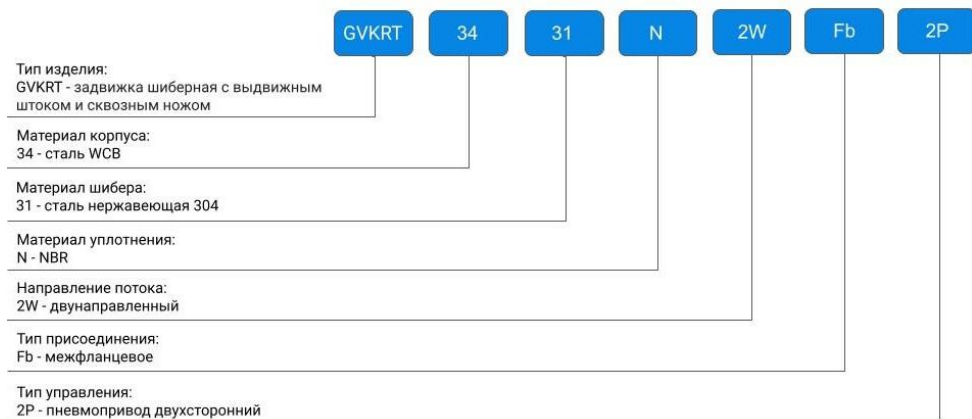 GVKRT 34 31 N 2W Fb 2P
Тип изделия:
GVKRT - задвижка шиберная с выдвижным
штоком и сквозным ножом
Материал корпуса:
34 - сталь WCB
Материал шибера:
31 - сталь нержавеющая 304
Материал уплотнения:
N - NBR
Направление потока:
2W - двунаправленный
Тип присоединения:
Fb - межфланцевое
Тип управления:
2P - пневмопривод двухсторонний